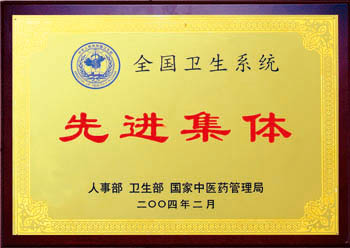 全国卫生系统
先进集体
人事部 卫生部 国家中医药管理局
二〇〇四年二月